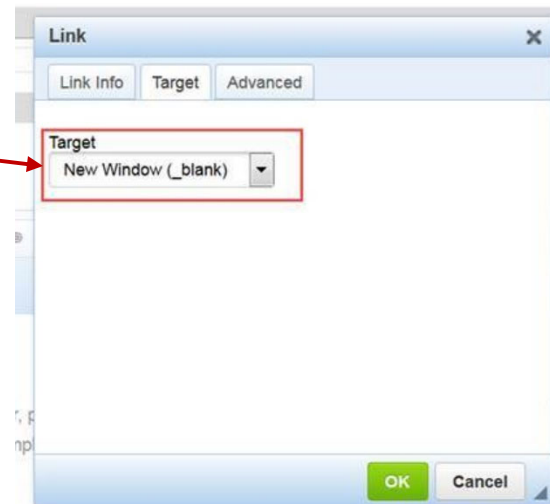 Link
Link Info Target Advanced
Target
New Window (_blank)
OK Cancel